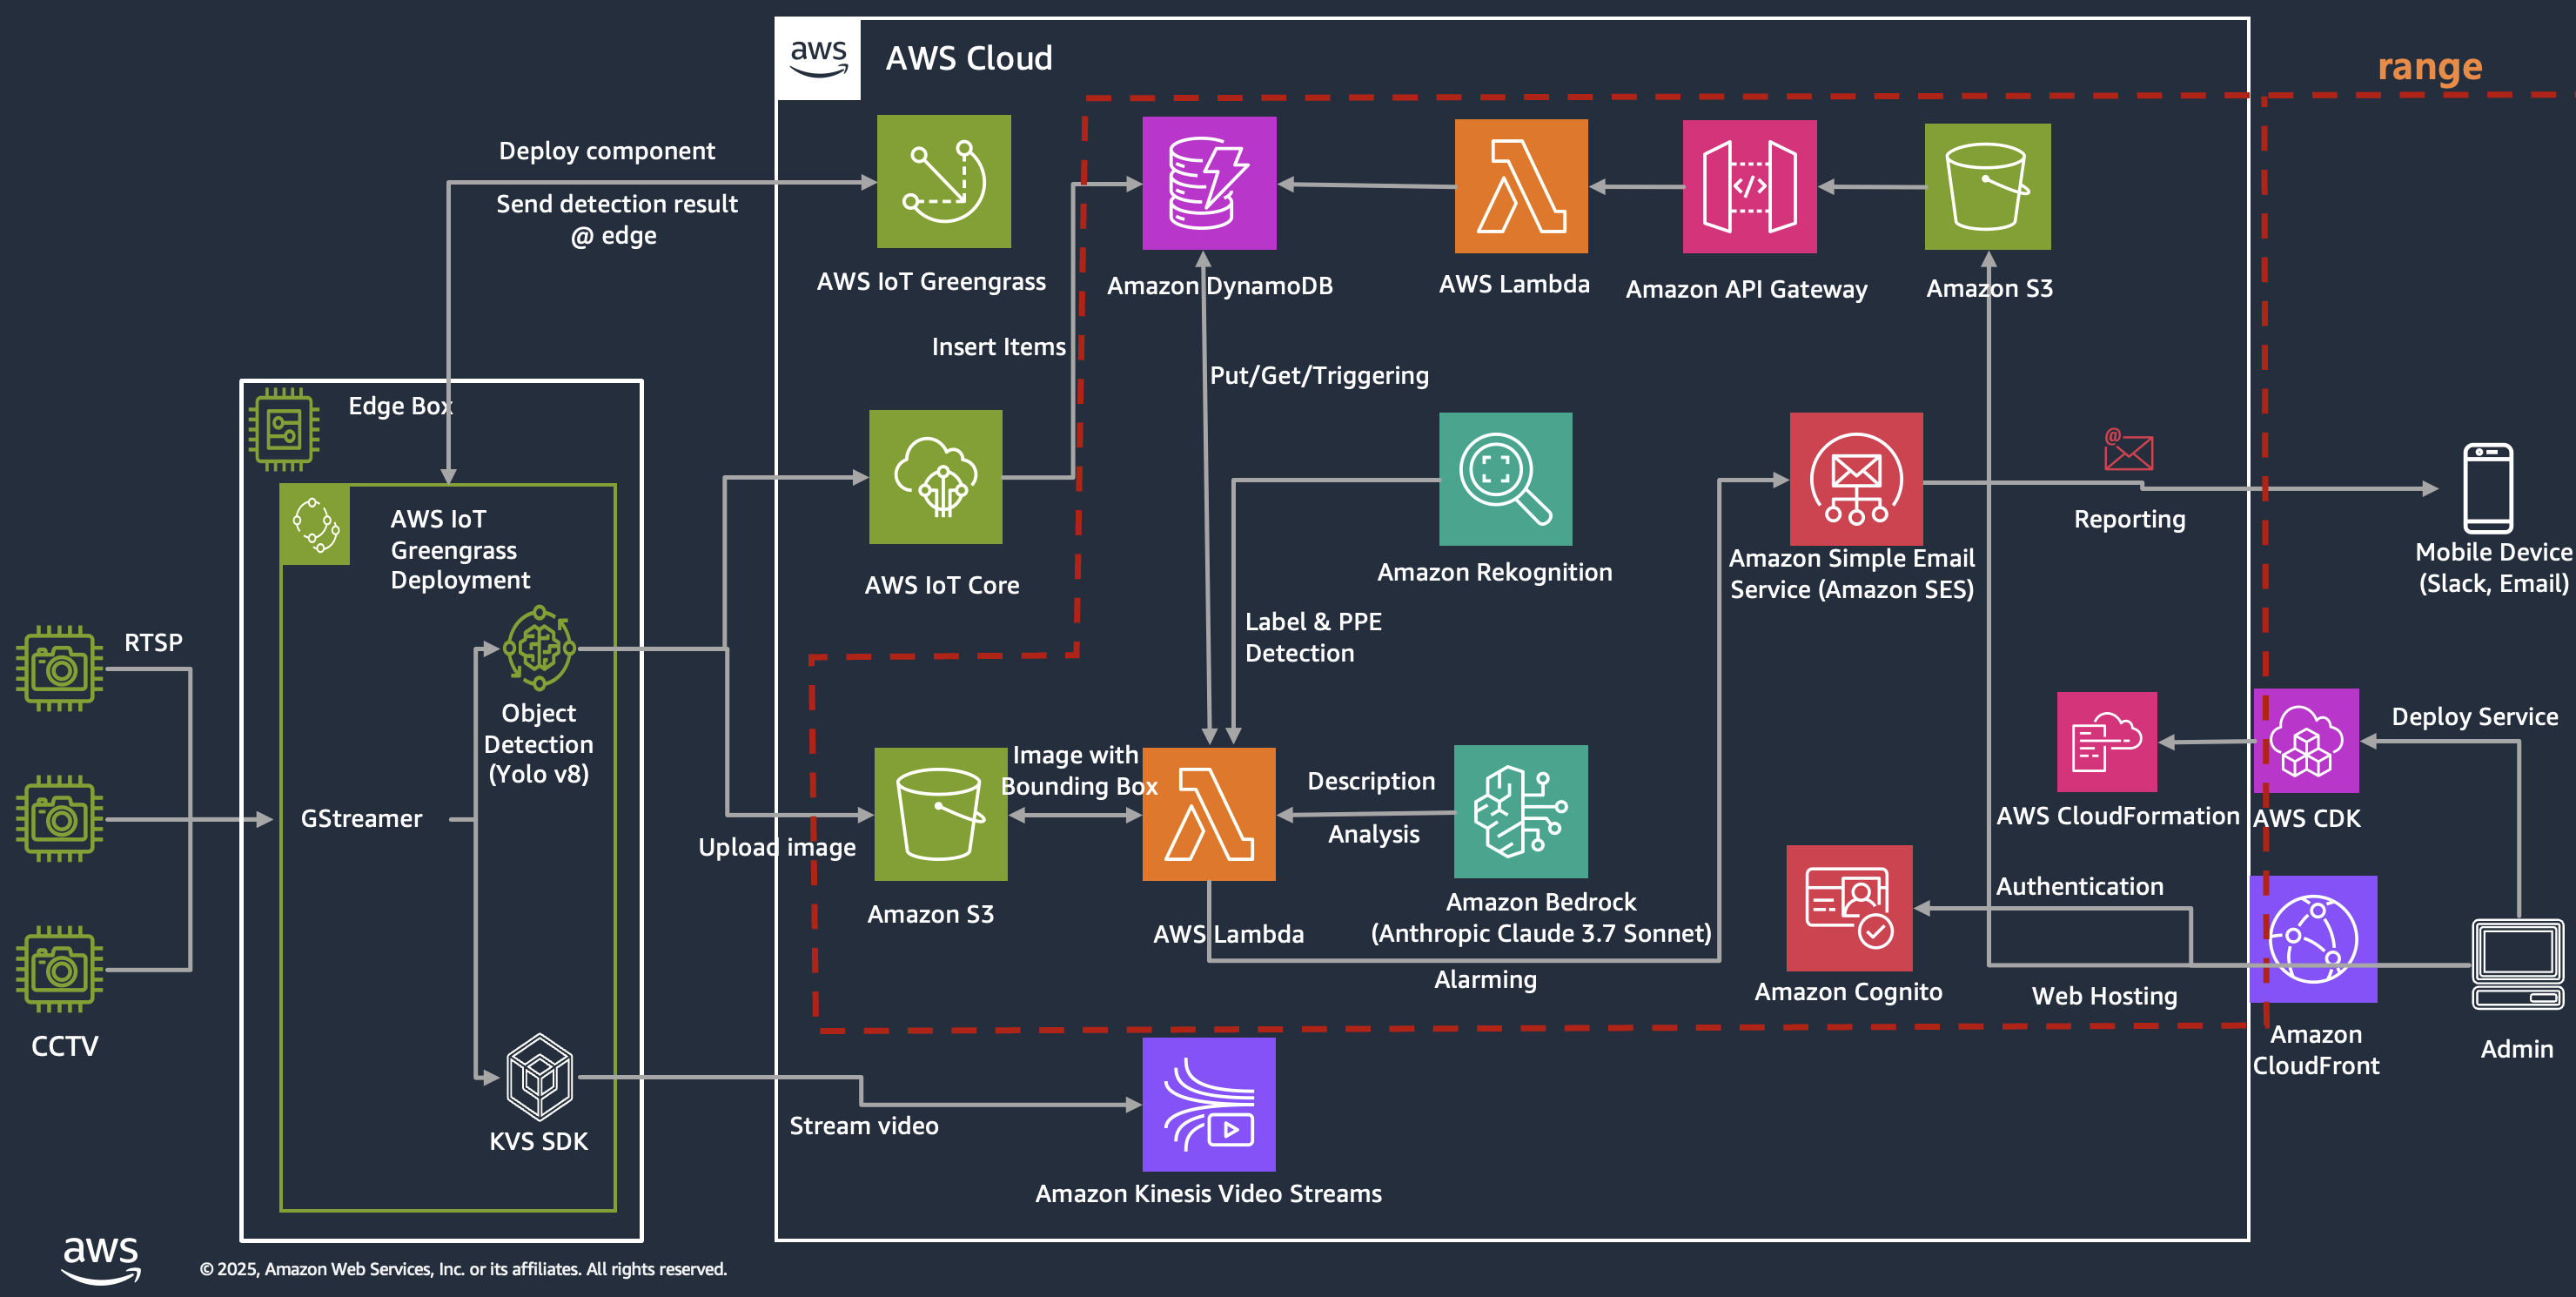 aws
AWS Cloud
range
Deploy component
Send detection result
@ edge
AWS IoT Greengrass
Amazon DynamoDB
AWS Lambda
Amazon API Gateway
Amazon S3
Insert Items
Put/Get/Triggering
Edge Box
AWS IoT
Greengrass
Deployment
AWS IoT Core
Amazon Rekognition
Amazon Simple Email
Service (Amazon SES)
@
Reporting
Mobile Device
(Slack, Email)
RTSP
Label & PPE
Detection
Object
Detection
(Yolo v8)
Deploy Service
Image with
Bounding Box
Description
Analysis
AWS CloudFormation
AWS CDK
GStreamer
Upload image
Authentication
Amazon S3
AWS Lambda
Amazon Bedrock
(Anthropic Claude 3.7 Sonnet)
Alarming
Amazon Cognito
Web Hosting
Amazon
CloudFront
Admin
CCTV
KVS SDK
Stream video
Amazon Kinesis Video Streams
aws
© 2025, Amazon Web Services, Inc. or its affiliates. All rights reserved.